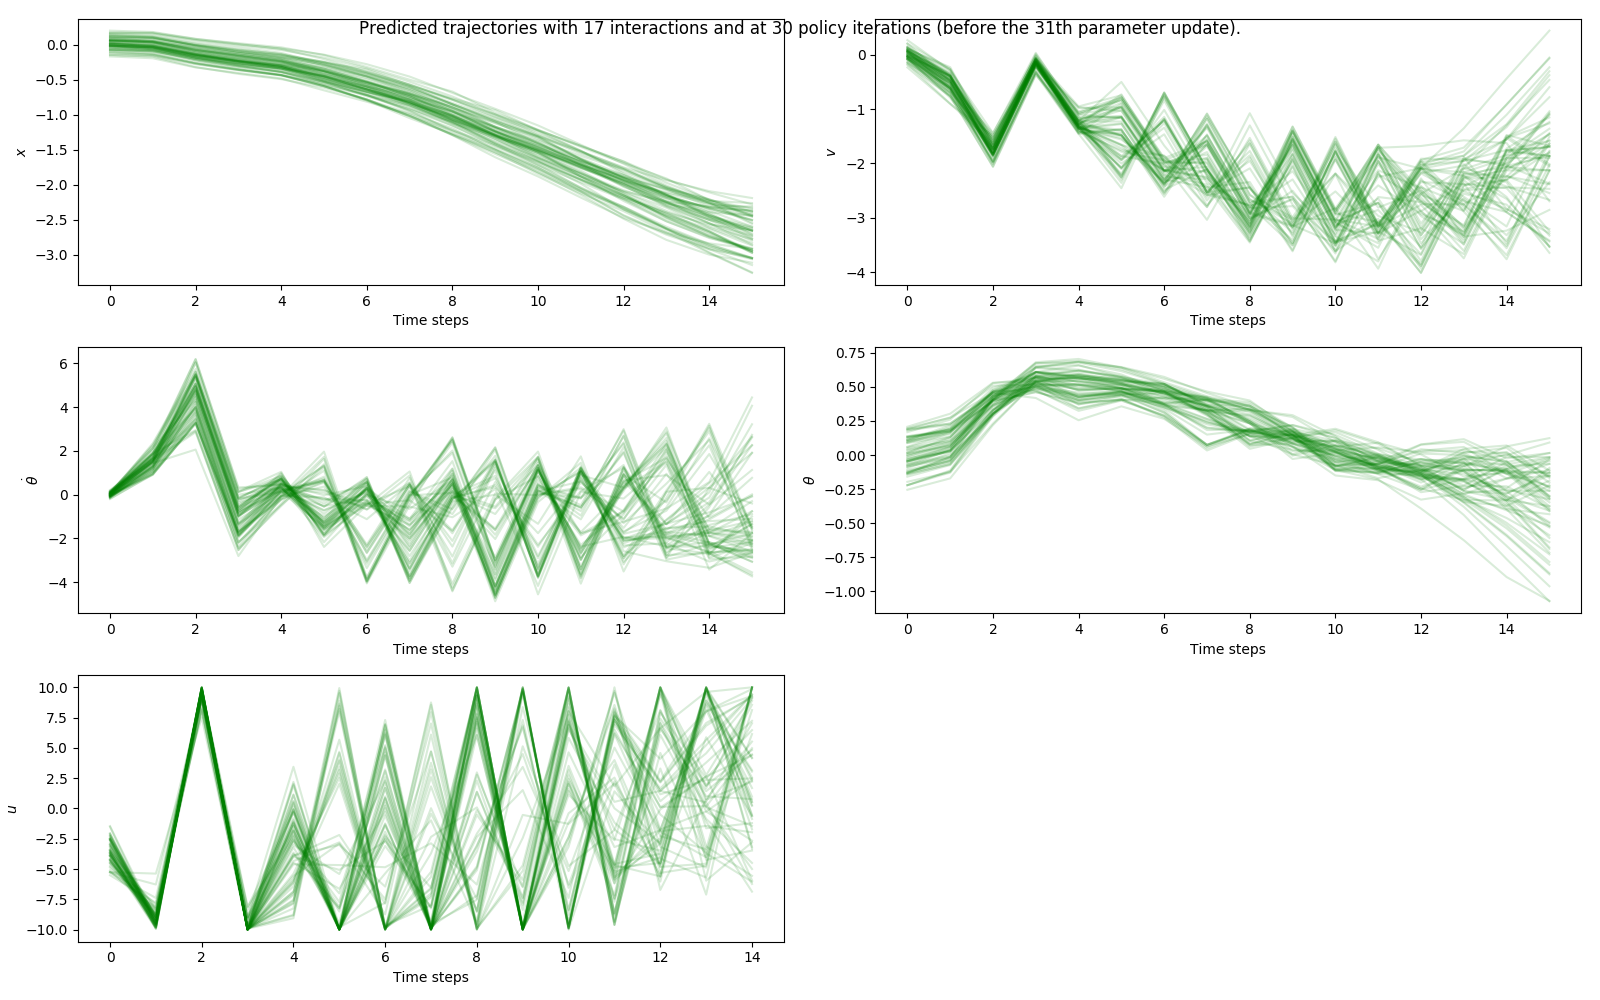 Predicted trajectories with 17 interactions and at 30 policy iterations (before the 31th parameter update).
0.0
−0.5
−1.0
−1.5
−2.0
−2.5
−3.0
x
0 2 4 6 8 10 12 14
Time steps
0
−1
−2
−3
−4
v
0 2 4 6 8 10 12 14
Time steps
6
4
2
0
−2
−4
θ̇
0 2 4 6 8 10 12 14
Time steps
0.75
0.50
0.25
0.00
−0.25
−0.50
−0.75
−1.00
θ
0 2 4 6 8 10 12 14
Time steps
10.0
7.5
5.0
2.5
0.0
−2.5
−5.0
−7.5
−10.0
u
0 2 4 6 8 10 12 14
Time steps